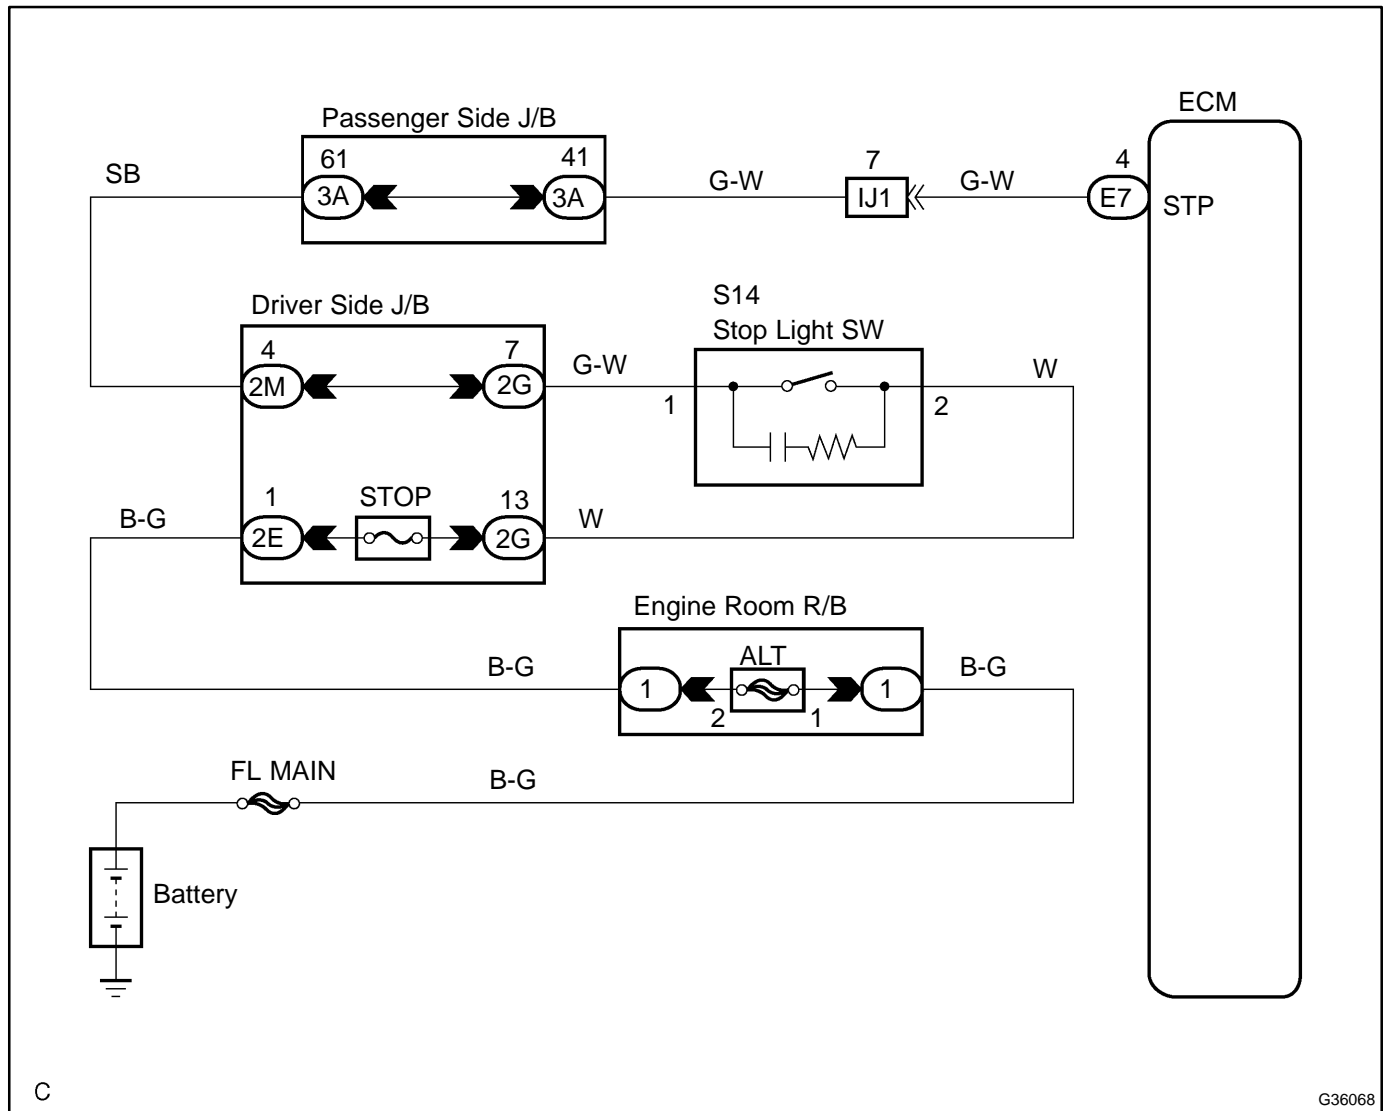 ECM
Passenger Side J/B
61
41
7
4
SB
3A
3A
G-W
IJ1
G-W
E7
STP
Driver Side J/B
S14
Stop Light SW
4
7
2M
2G
G-W
1
2
W
1
STOP
13
B-G
2E
2G
W
Engine Room R/B
B-G
1
ALT
2
1
1
B-G
FL MAIN
B-G
Battery
C
G36068